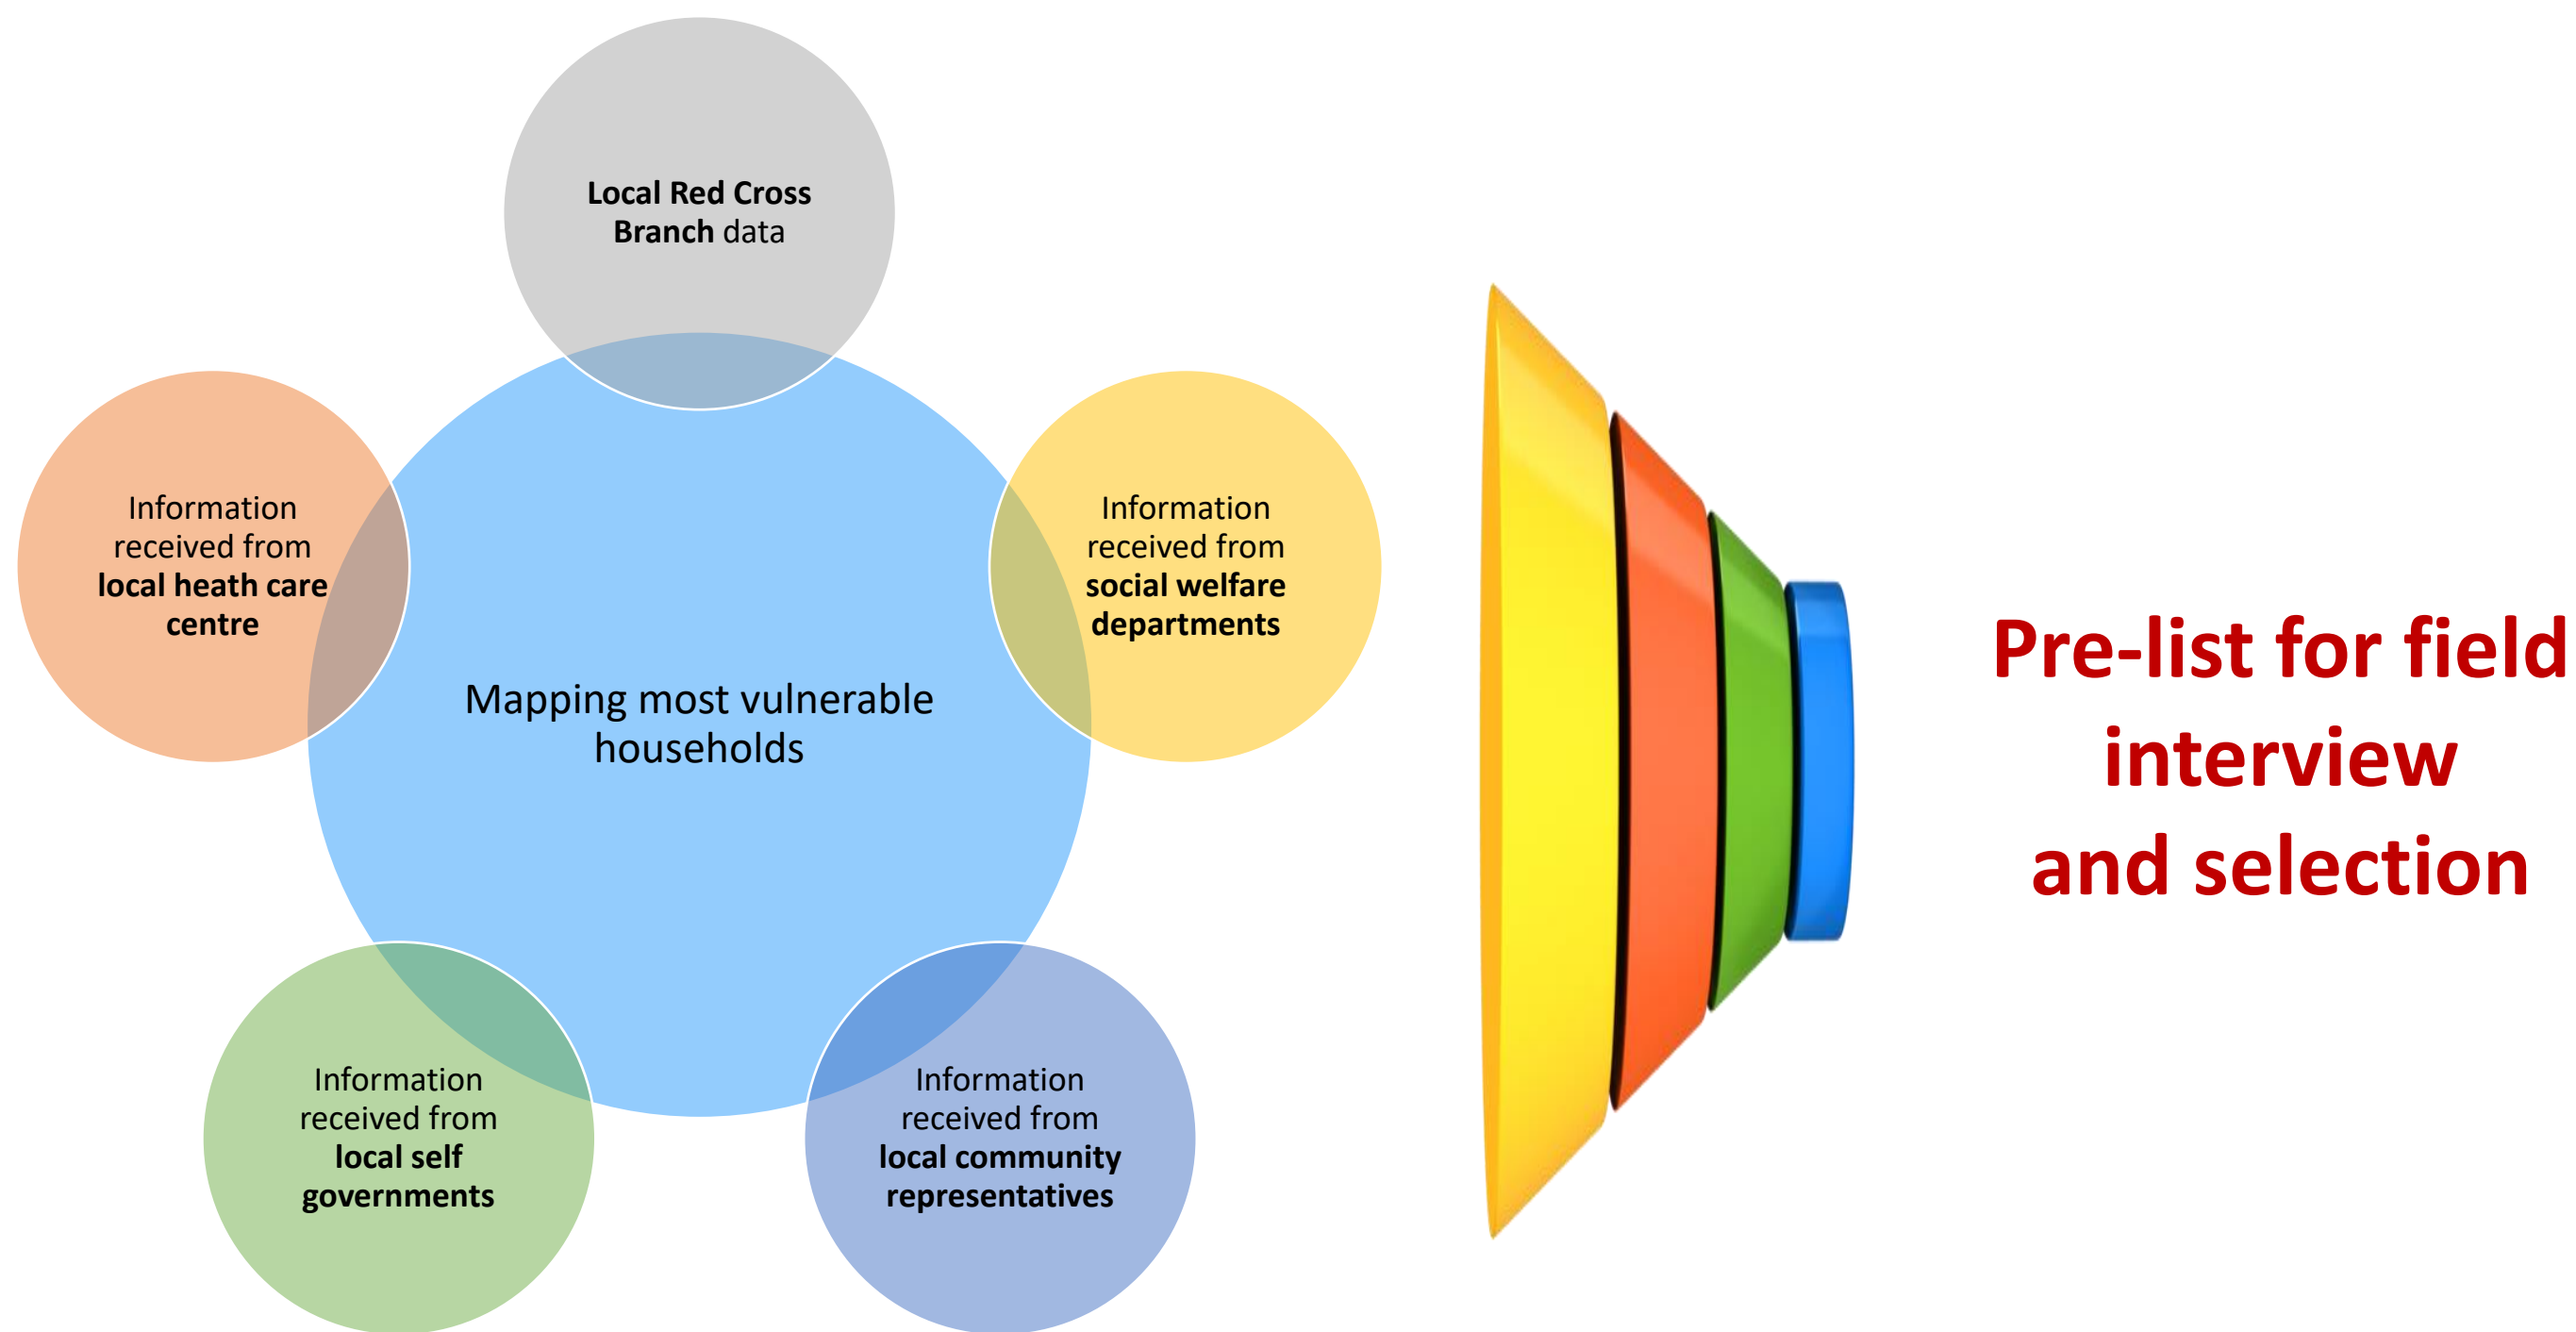 Local Red Cross
Branch data
Information
received from
social welfare
departments
Information
received from
local community
representatives
Information
received from
local self
governments
Information
received from
local heath care
centre
Mapping most vulnerable
households
Pre-list for field
interview
and selection